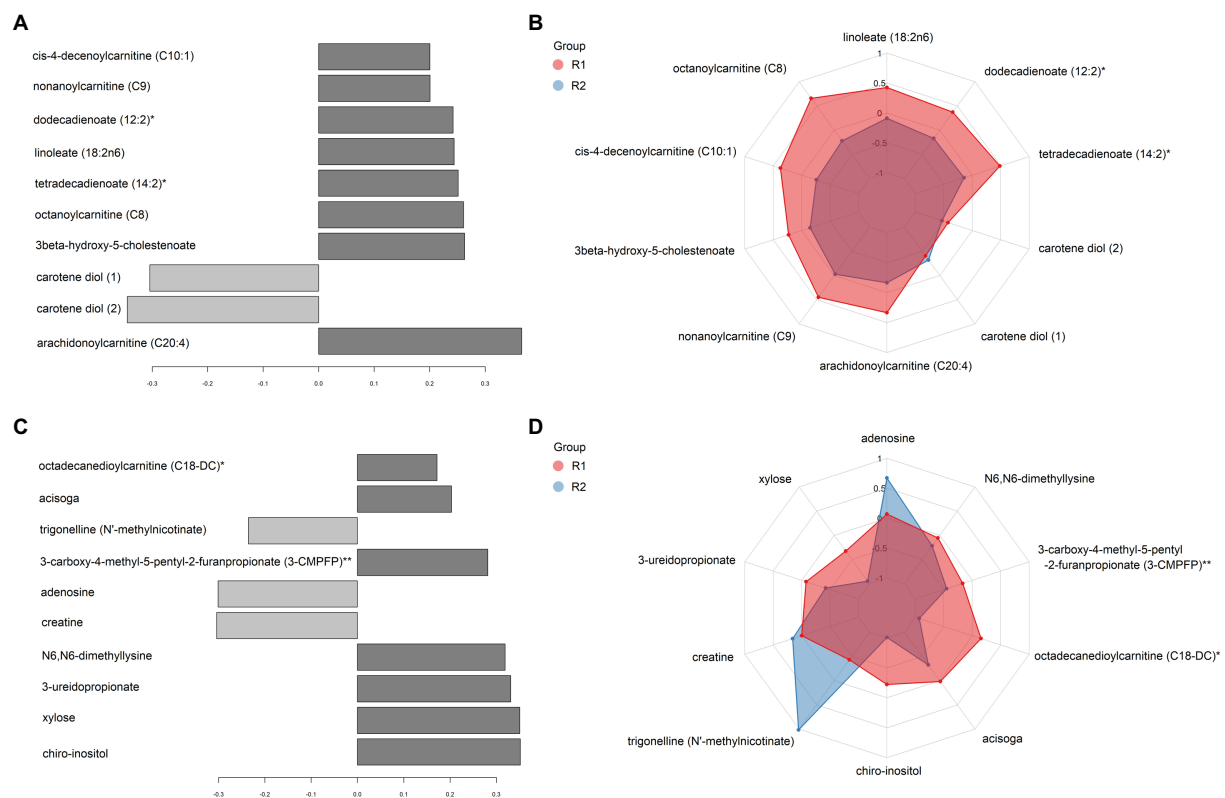 A
cis-4-decenoylcarnitine (C10:1)
nonanoylcarnitine (C9)
dodecadienoate (12:2)*
linoleate (18:2n6)
tetradecadienoate (14:2)*
octanoylcarnitine (C8)
3beta-hydroxy-5-cholestenoate
carotene diol (1)
carotene diol (2)
arachidonoylcarnitine (C20:4)
-0.3 -0.2 -0.1 0.0 0.1 0.2 0.3
B
Group
R1
R2
linoleate (18:2n6)
dodecadienoate (12:2)*
tetradecadienoate (14:2)*
carotene diol (2)
carotene diol (1)
arachidonoylcarnitine (C20:4)
nonanoylcarnitine (C9)
3beta-hydroxy-5-cholestenoate
cis-4-decenoylcarnitine (C10:1)
octanoylcarnitine (C8)
1
0.5
0
-0.5
-1
C
octadecanedioylcarnitine (C18-DC)*
acisoga
trigonelline (N'-methylnicotinate)
3-carboxy-4-methyl-5-pentyl-2-furanpropionate (3-CMPFP)**
adenosine
creatine
N6,N6-dimethyllysine
3-ureidopropionate
xylose
chiro-inositol
-0.3 -0.2 -0.1 0.0 0.1 0.2 0.3
D
Group
R1
R2
adenosine
N6,N6-dimethyllysine
3-carboxy-4-methyl-5-pentyl
-2-furanpropionate (3-CMPFP)**
octadecanedioylcarnitine (C18-DC)*
acisoga
chiro-inositol
trigonelline (N'-methylnicotinate)
creatine
3-ureidopropionate
xylose
1
0.5
0
-0.5
-1